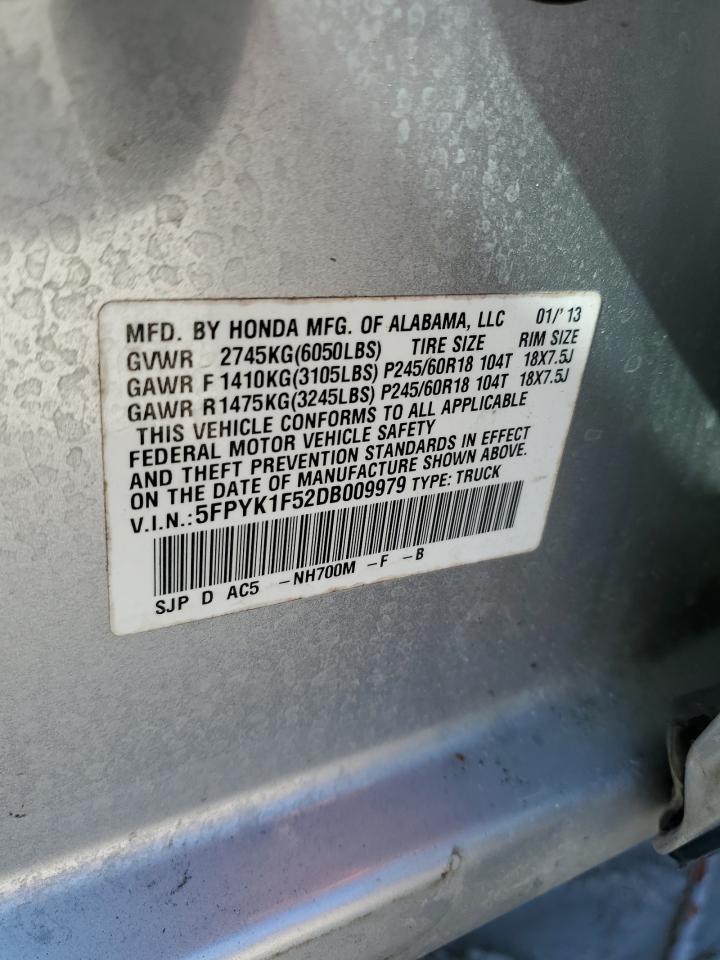 MFD. BY HONDA MFG. OF ALABAMA, LLC 01/'13
GVWR 2745KG(6050LBS) TIRE SIZE RIM SIZE
GAWR F 1410KG(3105LBS) P245/60R18 104T 18X7.5J
GAWR R 1475KG(3245LBS) P245/60R18 104T 18X7.5J
THIS VEHICLE CONFORMS TO ALL APPLICABLE
FEDERAL MOTOR VEHICLE SAFETY
AND THEFT PREVENTION STANDARDS IN EFFECT
ON THE DATE OF MANUFACTURE SHOWN ABOVE.
V.I.N.: 5FPYK1F52DB009979 TYPE: TRUCK
SJP D AC5 -NH700M -F -B